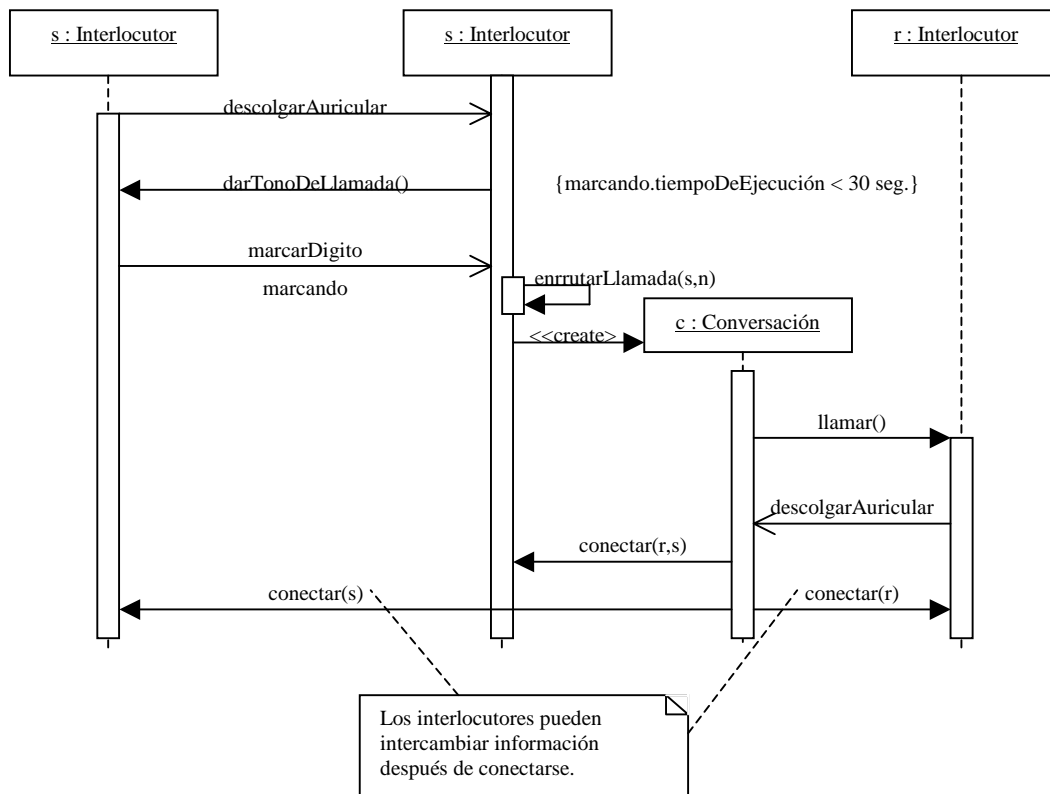 s : Interlocutor
s : Interlocutor
r : Interlocutor
descolgarAuricular
darTonoDeLlamada()
{marcando.tiempoDeEjecución < 30 seg.}
marcarDigito
marcando
enrrutarLlamada(s,n)
<<create>
c : Conversación
llamar()
descolgarAuricular
conectar(r,s)
conectar(s)
conectar(r)
Los interlocutores pueden
intercambiar información
después de conectarse.